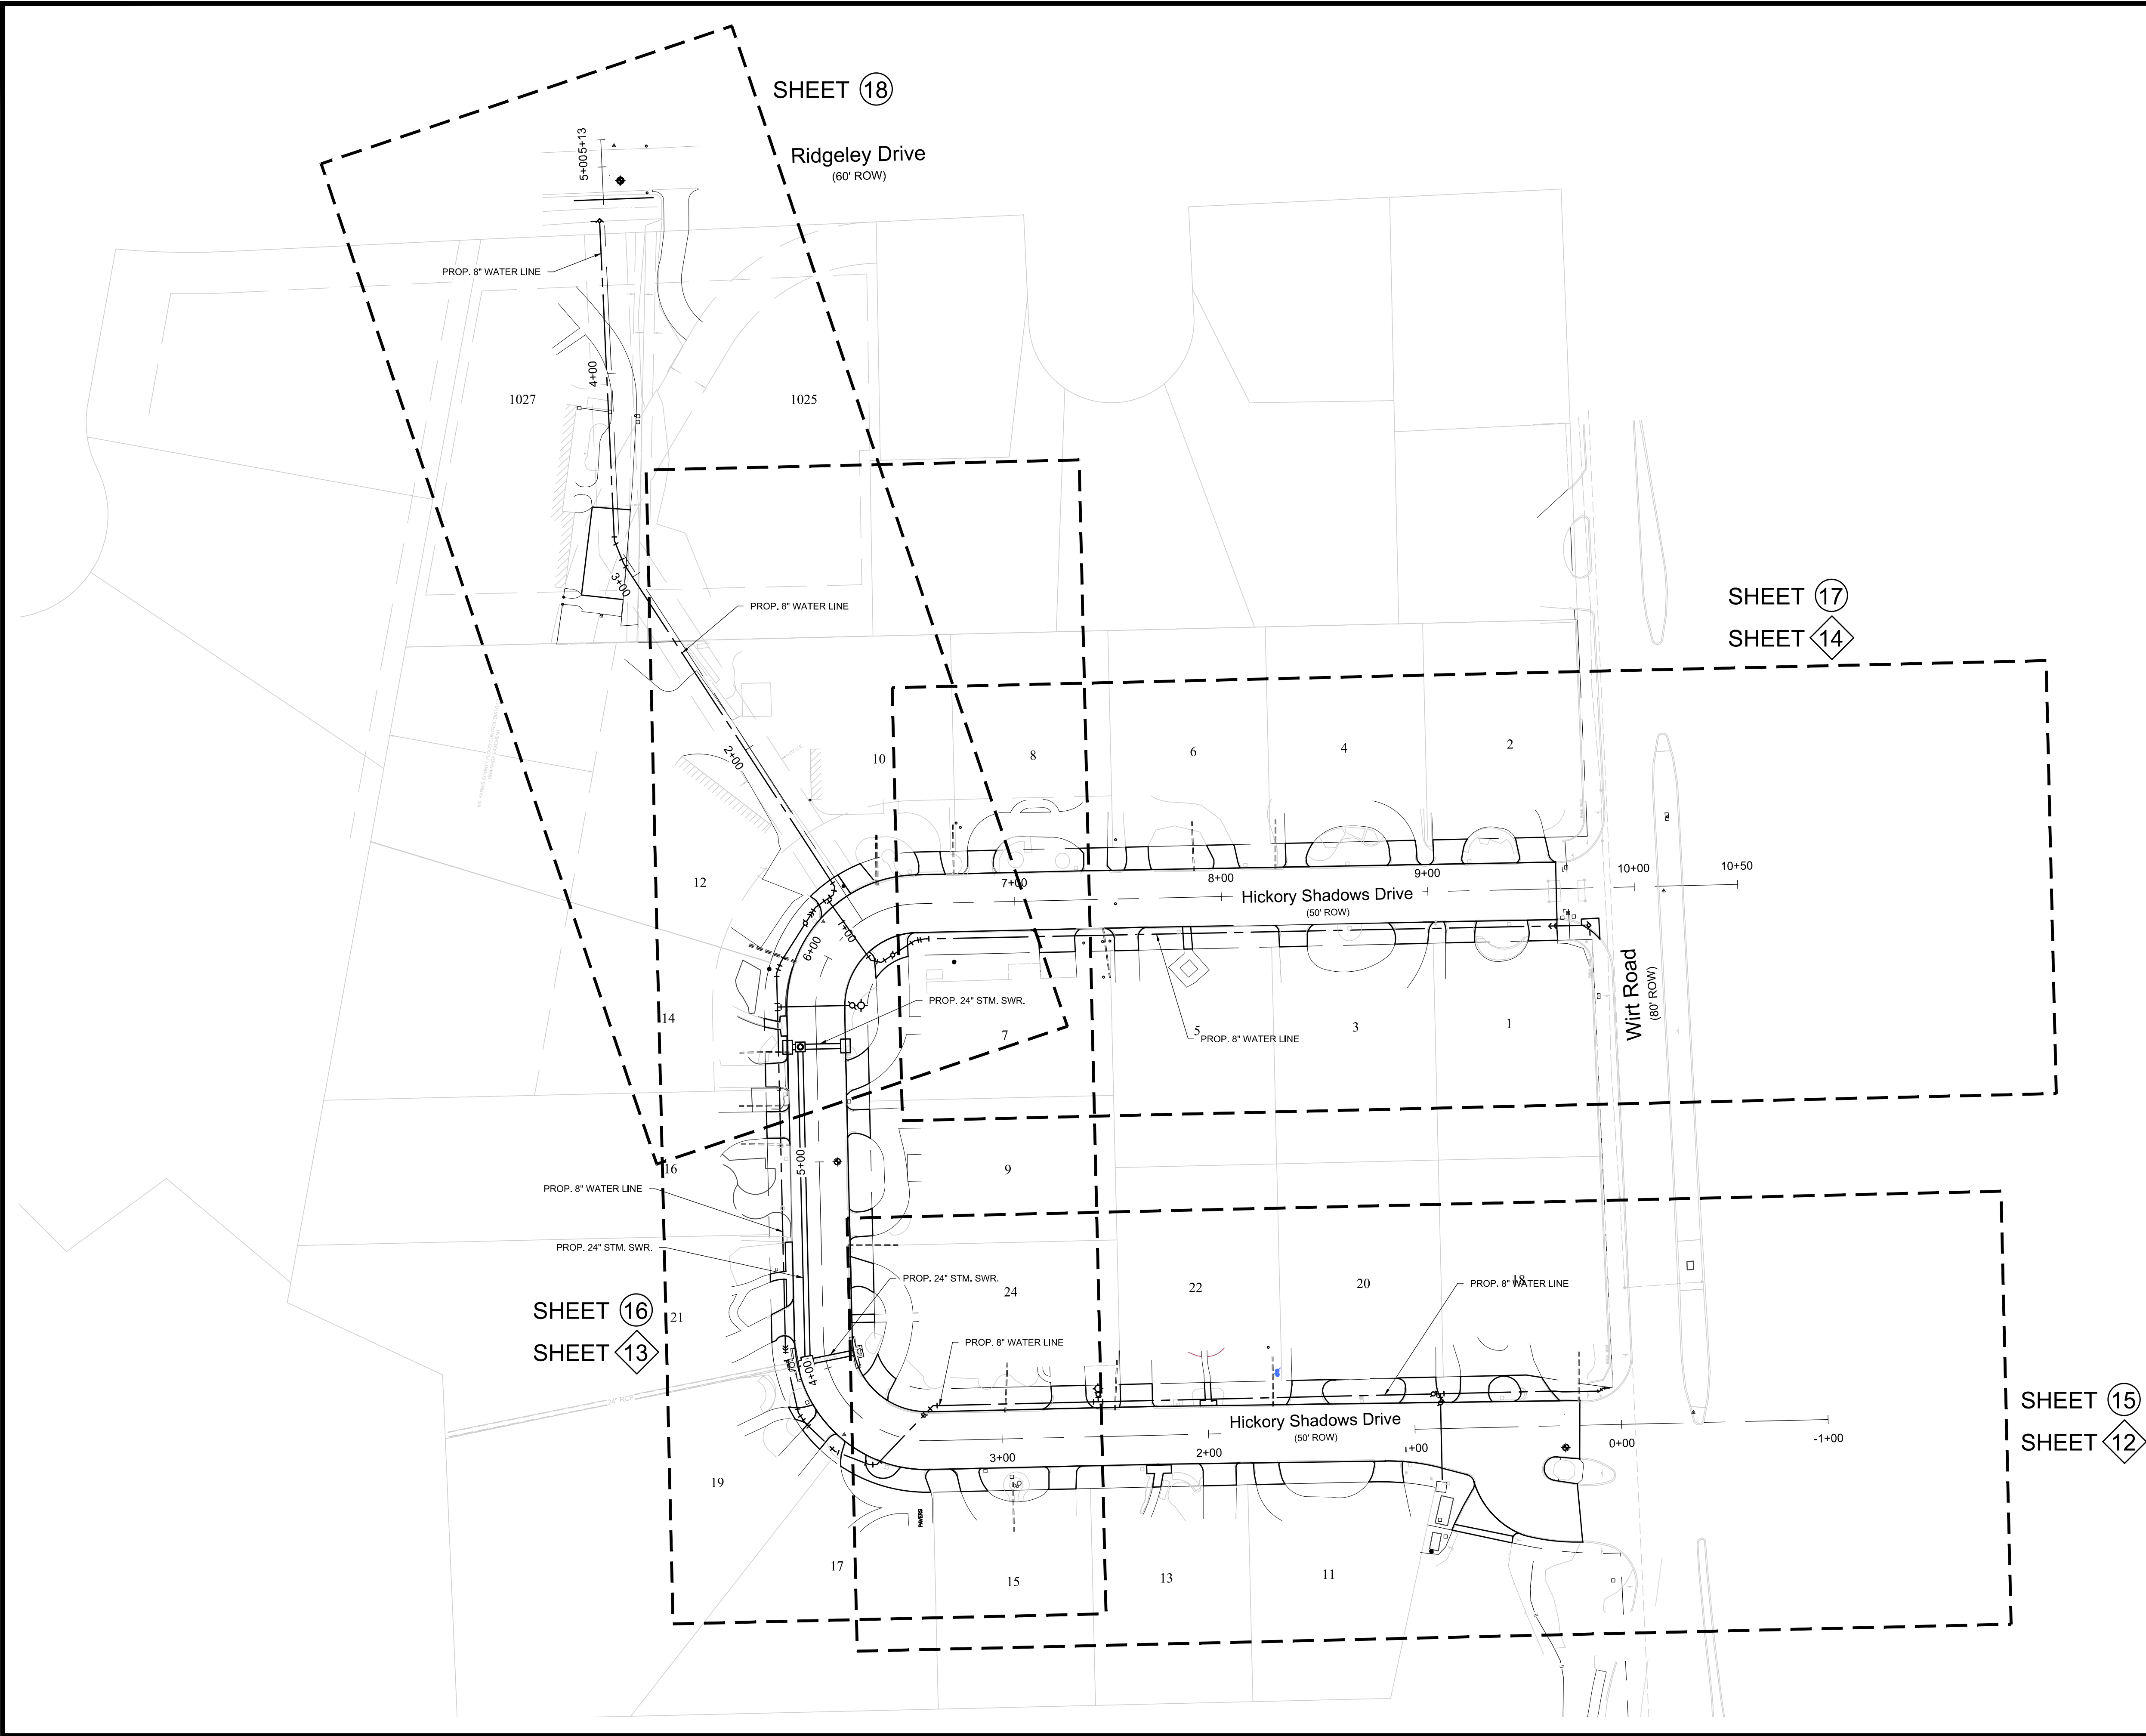 SHEET 18
Ridgeley Drive
(60' ROW)
5+00
5+13
PROP. 8" WATER LINE
4+00
1027
1025
3+00
PROP. 8" WATER LINE
SHEET 17
SHEET 14
2+00
10
8
6
4
2
12
7+00
8+00
9+00
10+00
10+50
Hickory Shadows Drive
(50' ROW)
1+00
6+00
Wirt Road
(80' ROW)
PROP. 24" STM. SWR.
14
7
5
3
1
PROP. 8" WATER LINE
5+00
16
9
PROP. 8" WATER LINE
PROP. 24" STM. SWR.
PROP. 24" STM. SWR.
24
22
20
18
PROP. 8" WATER LINE
SHEET 16
SHEET 13
21
PROP. 8" WATER LINE
4+00
24" RCP
SHEET 15
SHEET 12
Hickory Shadows Drive
(50' ROW)
3+00
2+00
1+00
0+00
-1+00
19
PAVERS
17
15
13
11